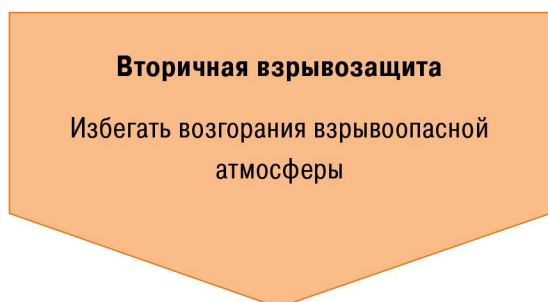 Вторичная взрывозащита
Избегать возгорания взрывоопасной
атмосферы